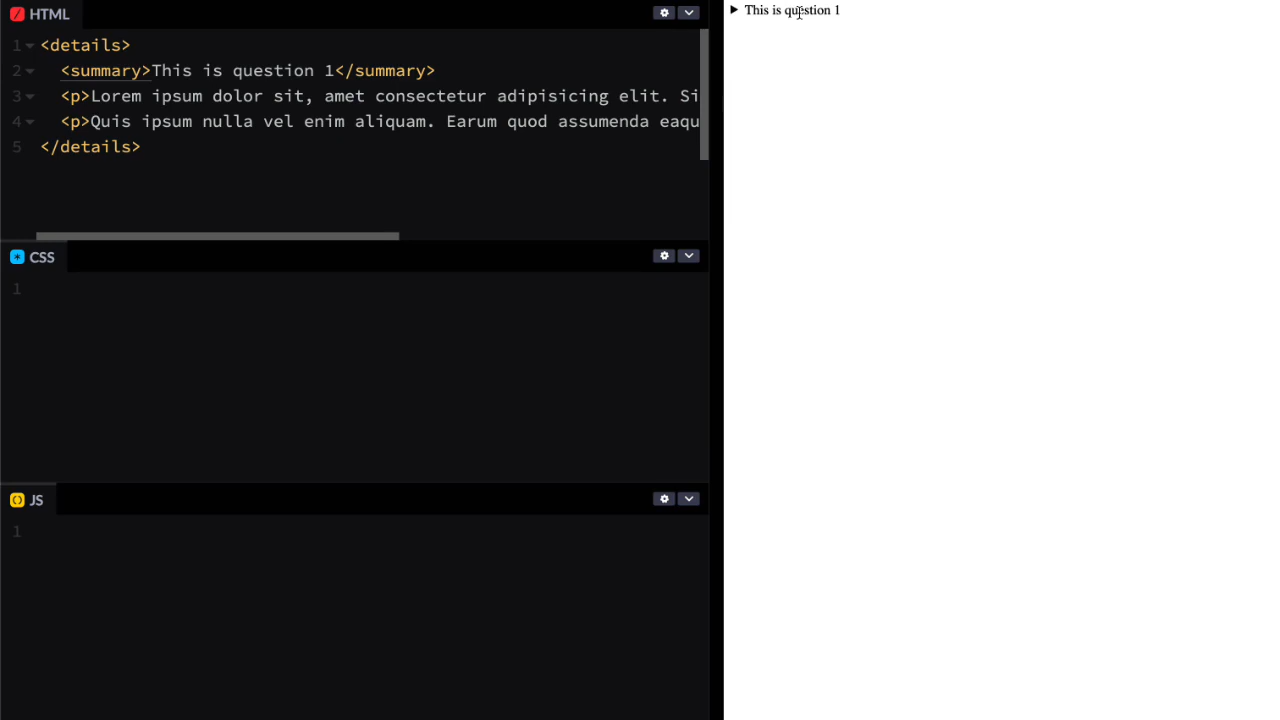 HTML
1 <details>
2 <summary>This is question 1</summary>
3 <p>Lorem ipsum dolor sit, amet consectetur adipisicing elit. Si
4 <p>Quis ipsum nulla vel enim aliquam. Earum quod assumenda eaqu
5 </details>
CSS
1
JS
1
This is question 1